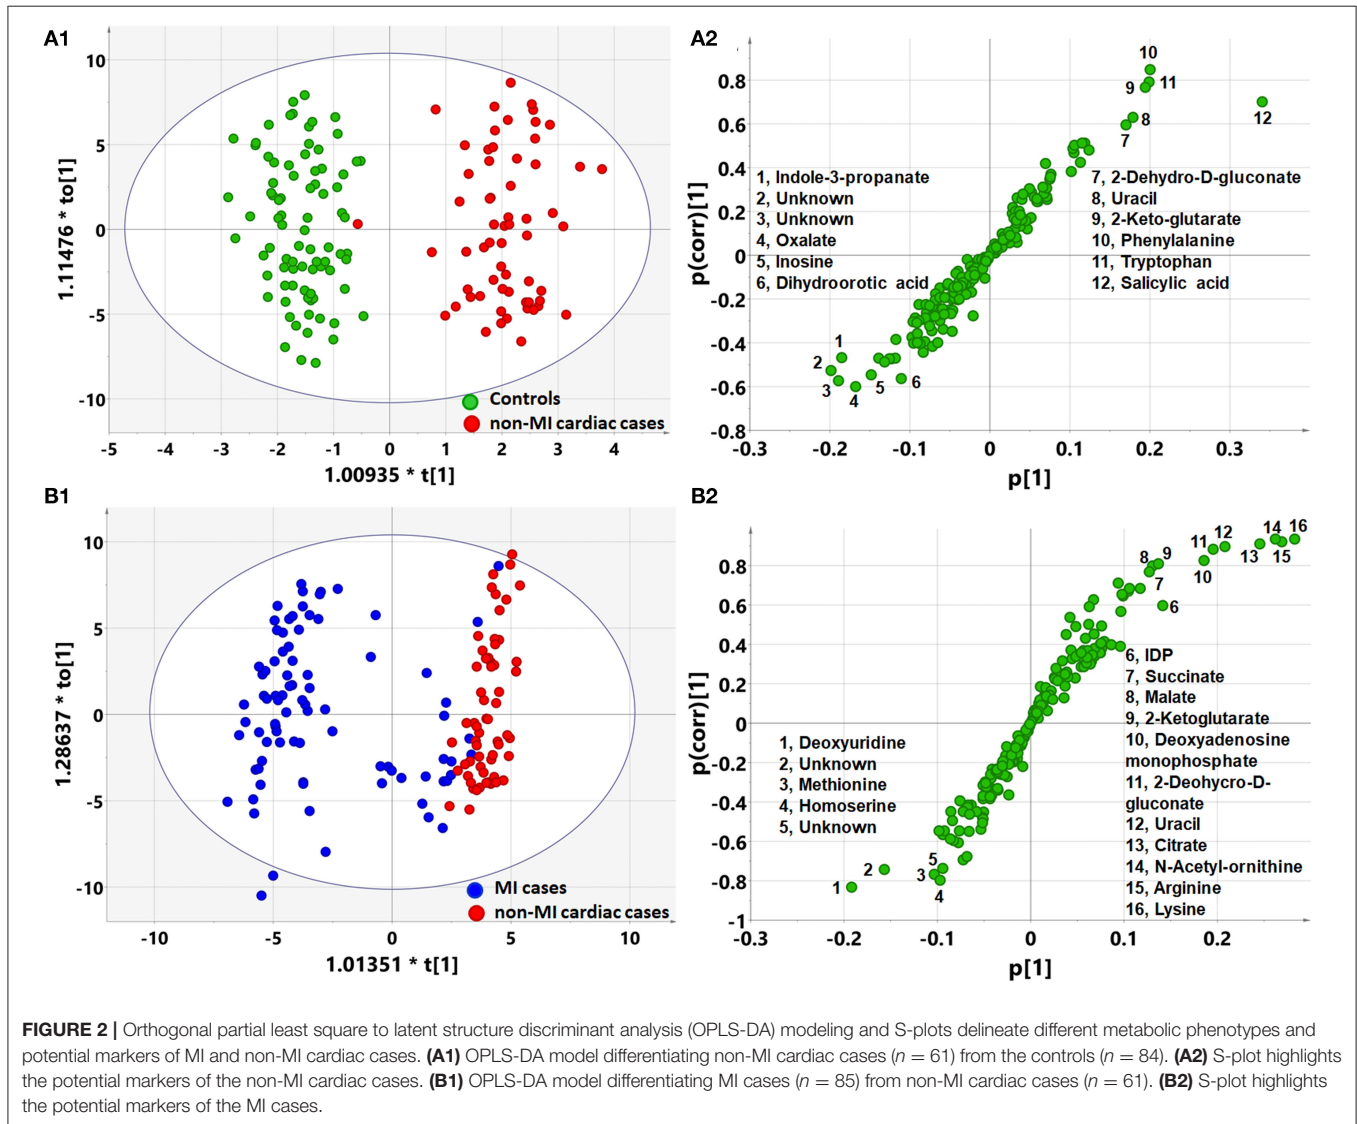 A1
10
5
0
-5
-10
1.11476 * to[1]
-5
-4
-3
-2
-1
0
1
2
3
4
1.00935 * t[1]
Controls
non-MI cardiac cases
A2
0.8
0.6
0.4
0.2
0
-0.2
-0.4
-0.6
-0.8
p(corr)[1]
-0.3
-0.2
-0.1
0
0.1
0.2
0.3
p[1]
10
9
11
12
8
7
1
2
3
4
5
6
1, Indole-3-propanate
2, Unknown
3, Unknown
4, Oxalate
5, Inosine
6, Dihydroorotic acid
7, 2-Dehydro-D-gluconate
8, Uracil
9, 2-Keto-glutarate
10, Phenylalanine
11, Tryptophan
12, Salicylic acid
B1
10
5
0
-5
-10
1.28637 * to[1]
-10
-5
0
5
10
1.01351 * t[1]
MI cases
non-MI cardiac cases
B2
0.8
0.6
0.4
0.2
0
-0.2
-0.4
-0.6
-0.8
-1
p(corr)[1]
-0.3
-0.2
-0.1
0
0.1
0.2
p[1]
14
16
12
11
13
15
10
9
8
7
6
5
2
3
1
4
1, Deoxyuridine
2, Unknown
3, Methionine
4, Homoserine
5, Unknown
6, IDP
7, Succinate
8, Malate
9, 2-Ketoglutarate
10, Deoxyadenosine
monophosphate
11, 2-Deohycro-D-
gluconate
12, Uracil
13, Citrate
14, N-Acetyl-ornithine
15, Arginine
16, Lysine
FIGURE 2 | Orthogonal partial least square to latent structure discriminant analysis (OPLS-DA) modeling and S-plots delineate different metabolic phenotypes and
potential markers of MI and non-MI cardiac cases. (A1) OPLS-DA model differentiating non-MI cardiac cases (n = 61) from the controls (n = 84). (A2) S-plot highlights
the potential markers of the non-MI cardiac cases. (B1) OPLS-DA model differentiating MI cases (n = 85) from non-MI cardiac cases (n = 61). (B2) S-plot highlights
the potential markers of the MI cases.